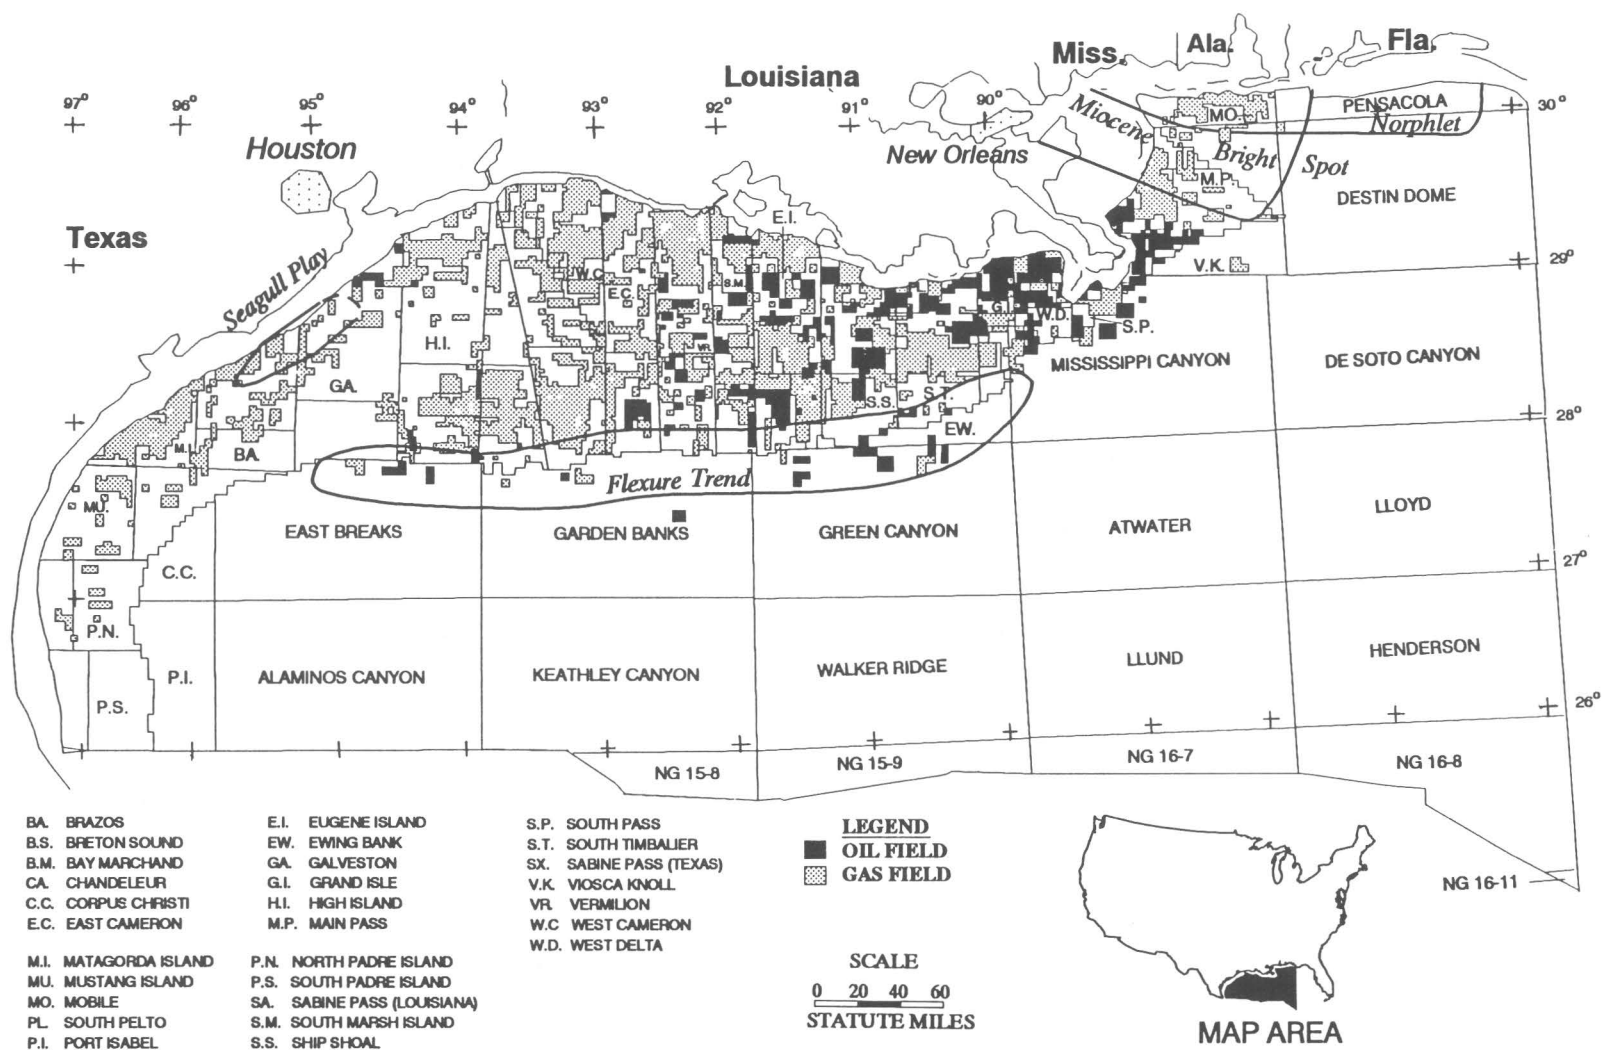 Miss.
Ala.
Fla.
Louisiana
97°
96°
95°
94°
93°
92°
91°
90°
30°
PENSACOLA
MO.
Miocene
Norphlet
Houston
New Orleans
Bright
Spot
M.P.
DESTIN DOME
E.I.
Texas
29°
V.K.
Seagull Play
W.C.
E.C.
S.M.
G.I.
W.D.
S.P.
H.I.
VR.
MISSISSIPPI CANYON
DE SOTO CANYON
GA.
S.S.
S.T.
28°
EW.
M.I.
BA.
Flexure Trend
MU.
EAST BREAKS
GARDEN BANKS
GREEN CANYON
ATWATER
LLOYD
C.C.
27°
P.N.
P.I.
ALAMINOS CANYON
KEATHLEY CANYON
WALKER RIDGE
LLUND
HENDERSON
P.S.
26°
NG 15-8
NG 15-9
NG 16-7
NG 16-8
NG 16-11
BA. BRAZOS
B.S. BRETON SOUND
B.M. BAY MARCHAND
CA. CHANDELEUR
C.C. CORPUS CHRISTI
E.C. EAST CAMERON
M.I. MATAGORDA ISLAND
MU. MUSTANG ISLAND
MO. MOBILE
PL. SOUTH PELTO
P.I. PORT ISABEL
E.I. EUGENE ISLAND
EW. EWING BANK
GA. GALVESTON
G.I. GRAND ISLE
H.I. HIGH ISLAND
M.P. MAIN PASS
P.N. NORTH PADRE ISLAND
P.S. SOUTH PADRE ISLAND
SA. SABINE PASS (LOUISIANA)
S.M. SOUTH MARSH ISLAND
S.S. SHIP SHOAL
S.P. SOUTH PASS
S.T. SOUTH TIMBALIER
SX. SABINE PASS (TEXAS)
V.K. VIOSCA KNOLL
VR. VERMILION
W.C WEST CAMERON
W.D. WEST DELTA
LEGEND
OIL FIELD
GAS FIELD
SCALE
0 20 40 60
STATUTE MILES
MAP AREA